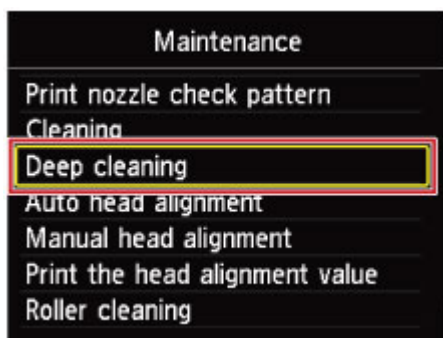 Maintenance
Print nozzle check pattern
Cleaning
Deep cleaning
Auto head alignment
Manual head alignment
Print the head alignment value
Roller cleaning